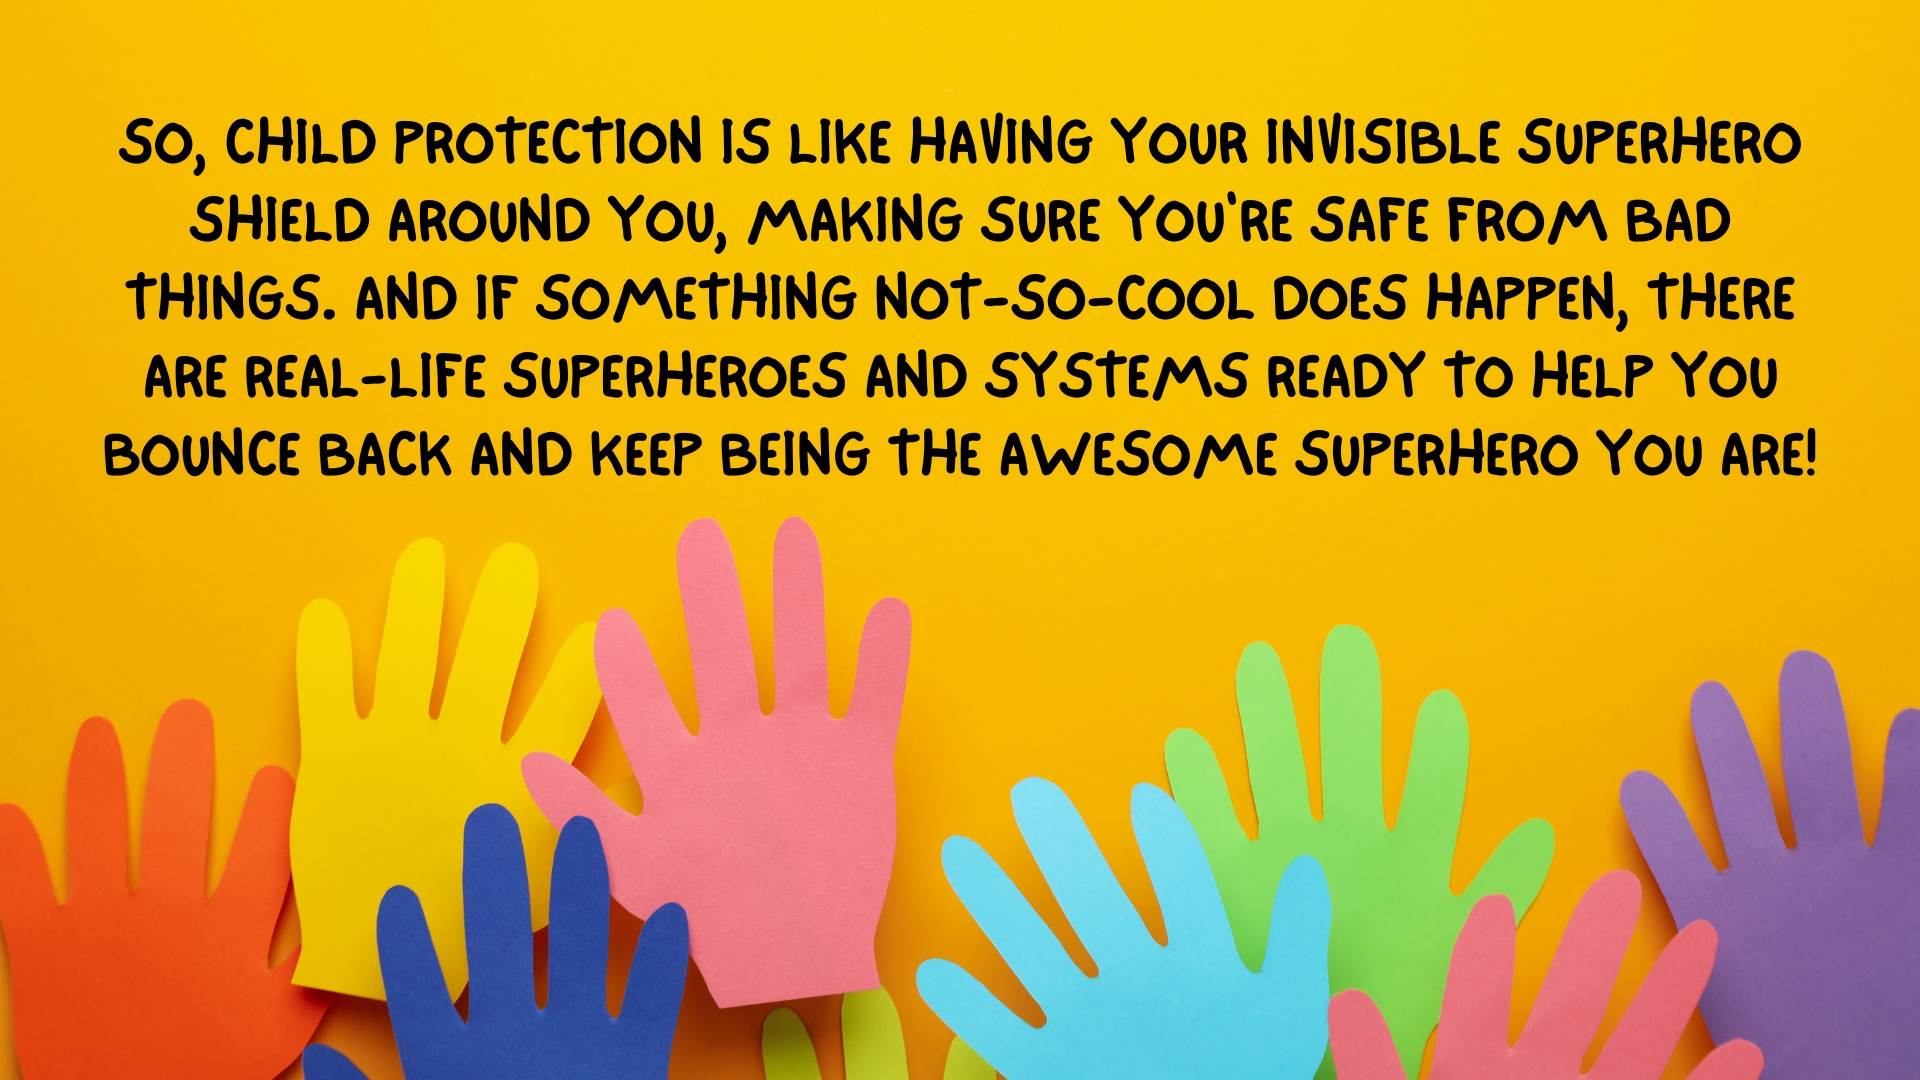 SO, CHILD PROTECTION IS LIKE HAVING YOUR INVISIBLE SUPERHERO
SHIELD AROUND YOU, MAKING SURE YOU'RE SAFE FROM BAD
THINGS. AND IF SOMETHING NOT-SO-COOL DOES HAPPEN, THERE
ARE REAL-LIFE SUPERHEROES AND SYSTEMS READY TO HELP YOU
BOUNCE BACK AND KEEP BEING THE AWESOME SUPERHERO YOU ARE!